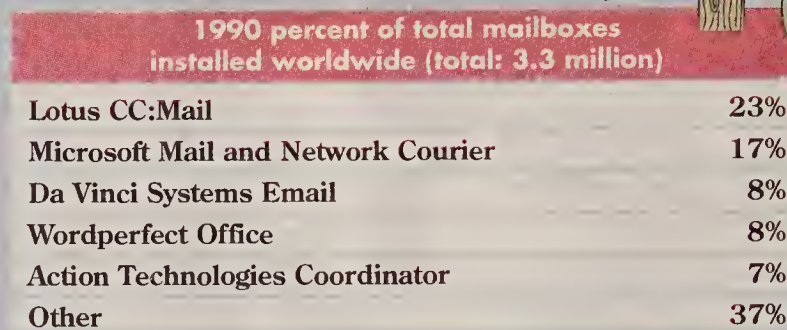 1990 percent of total mailboxes
installed worldwide (total: 3.3 million)
Lotus CC:Mail 23%
Microsoft Mail and Network Courier 17%
Da Vinci Systems Email 8%
Wordperfect Office 8%
Action Technologies Coordinator 7%
Other 37%